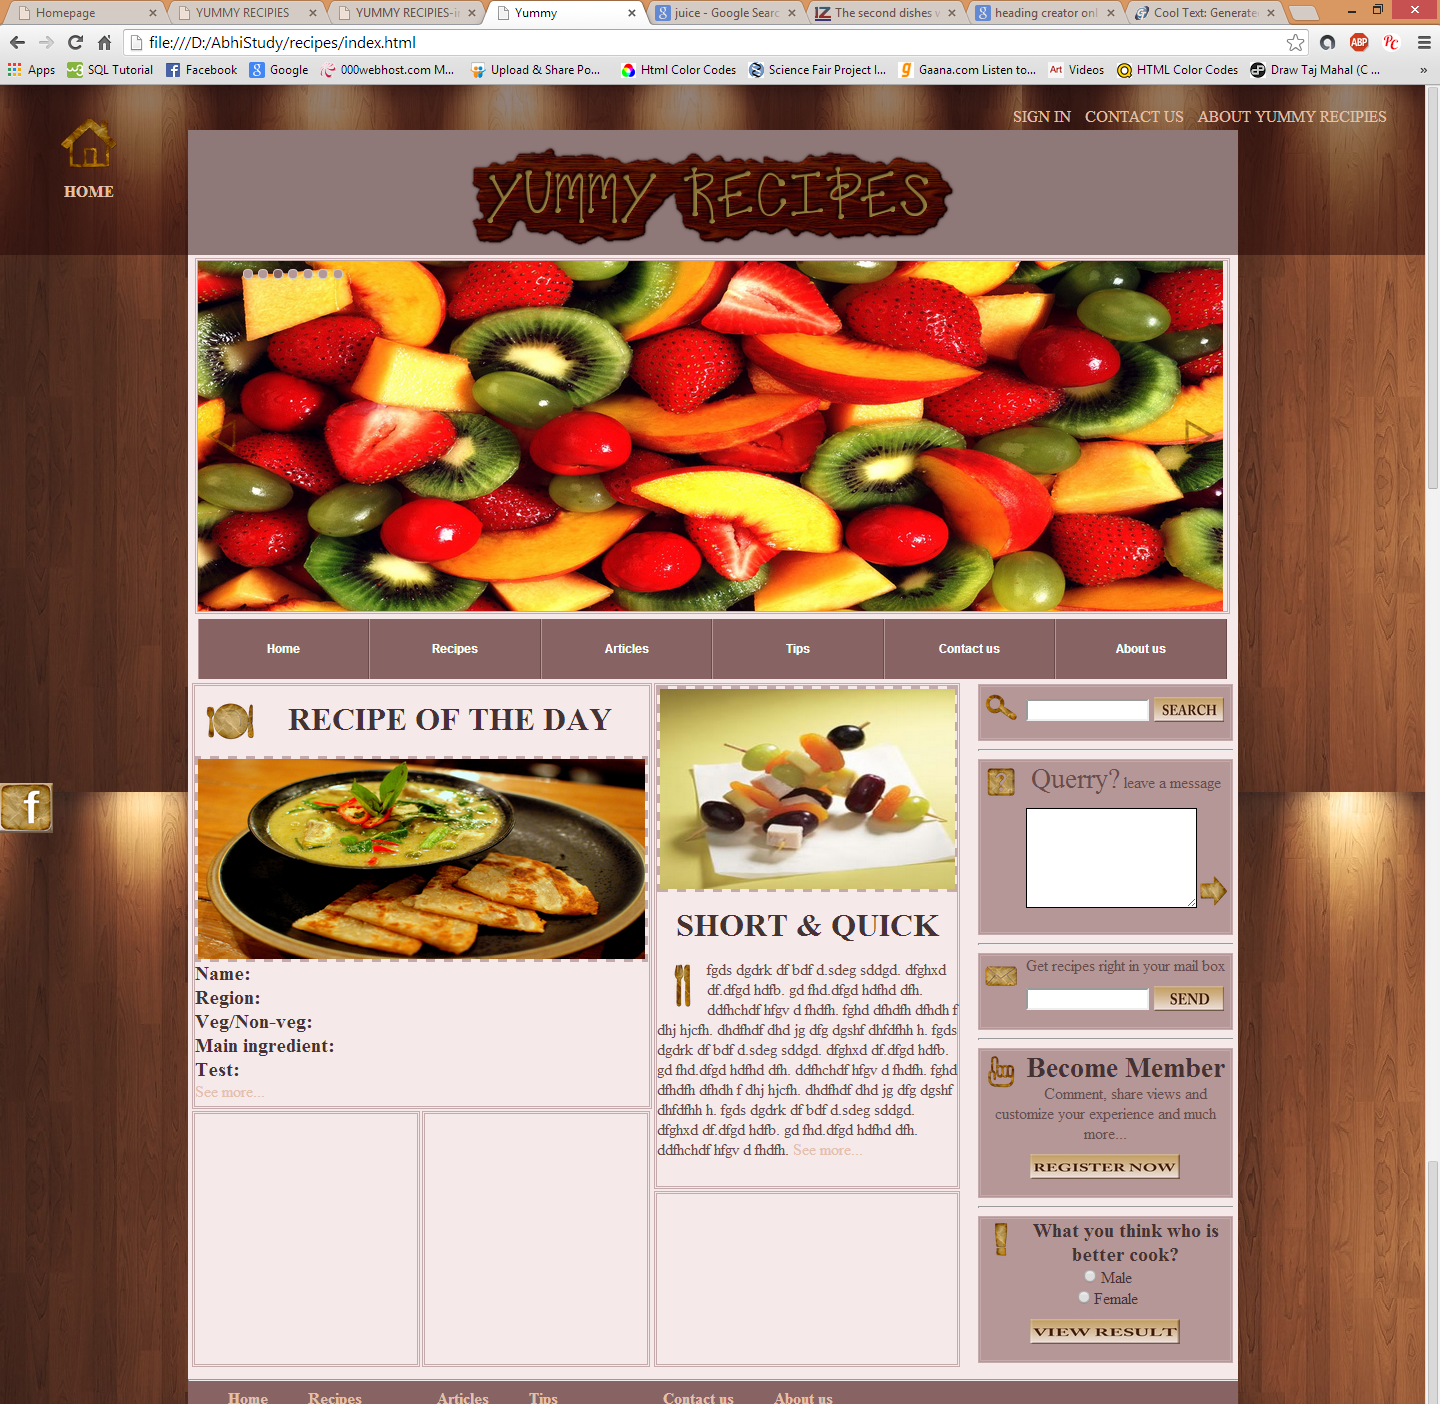 Homepage
YUMMY RECIPIES
YUMMY RECIPIES-i
Yummy
juice - Google Searc
The second dishes w
heading creator onl
Cool Text: Generate
file:///D:/AbhiStudy/recipes/index.html
Apps
SQL Tutorial
Facebook
Google
000webhost.com M...
Upload & Share Po...
Html Color Codes
Science Fair Project I...
Gaana.com Listen to...
Videos
HTML Color Codes
Draw Taj Mahal (C ...
»
SIGN IN CONTACT US ABOUT YUMMY RECIPIES
HOME
YUMMY RECIPES
Home Recipes Articles Tips Contact us About us
RECIPE OF THE DAY
Name:
Region:
Veg/Non-veg:
Main ingredient:
Test:
See more...
SHORT & QUICK
fgds dgdrk df bdf d.sdeg sddgd. dfghxd
df.dfgd hdfb. gd fhd.dfgd hdfhd dfh.
ddfhchdf hfgv d fhdfh. fghd dfhdfh dfhdh f
dhj hjcfh. dhdfhdf dhd jg dfg dgshf dhfdfhh h. fgds
dgdrk df bdf d.sdeg sddgd. dfghxd df.dfgd hdfb.
gd fhd.dfgd hdfhd dfh. ddfhchdf hfgv d fhdfh. fghd
dfhdfh dfhdh f dhj hjcfh. dhdfhdf dhd jg dfg dgshf
dhfdfhh h. fgds dgdrk df bdf d.sdeg sddgd.
dfghxd df.dfgd hdfb. gd fhd.dfgd hdfhd dfh.
ddfhchdf hfgv d fhdfh. See more...
SEARCH
Querry? leave a message
Get recipes right in your mail box
SEND
Become Member
Comment, share views and
customize your experience and much
more...
REGISTER NOW
What you think who is
better cook?
Male
Female
VIEW RESULT
f
Home Recipes Articles Tips Contact us About us